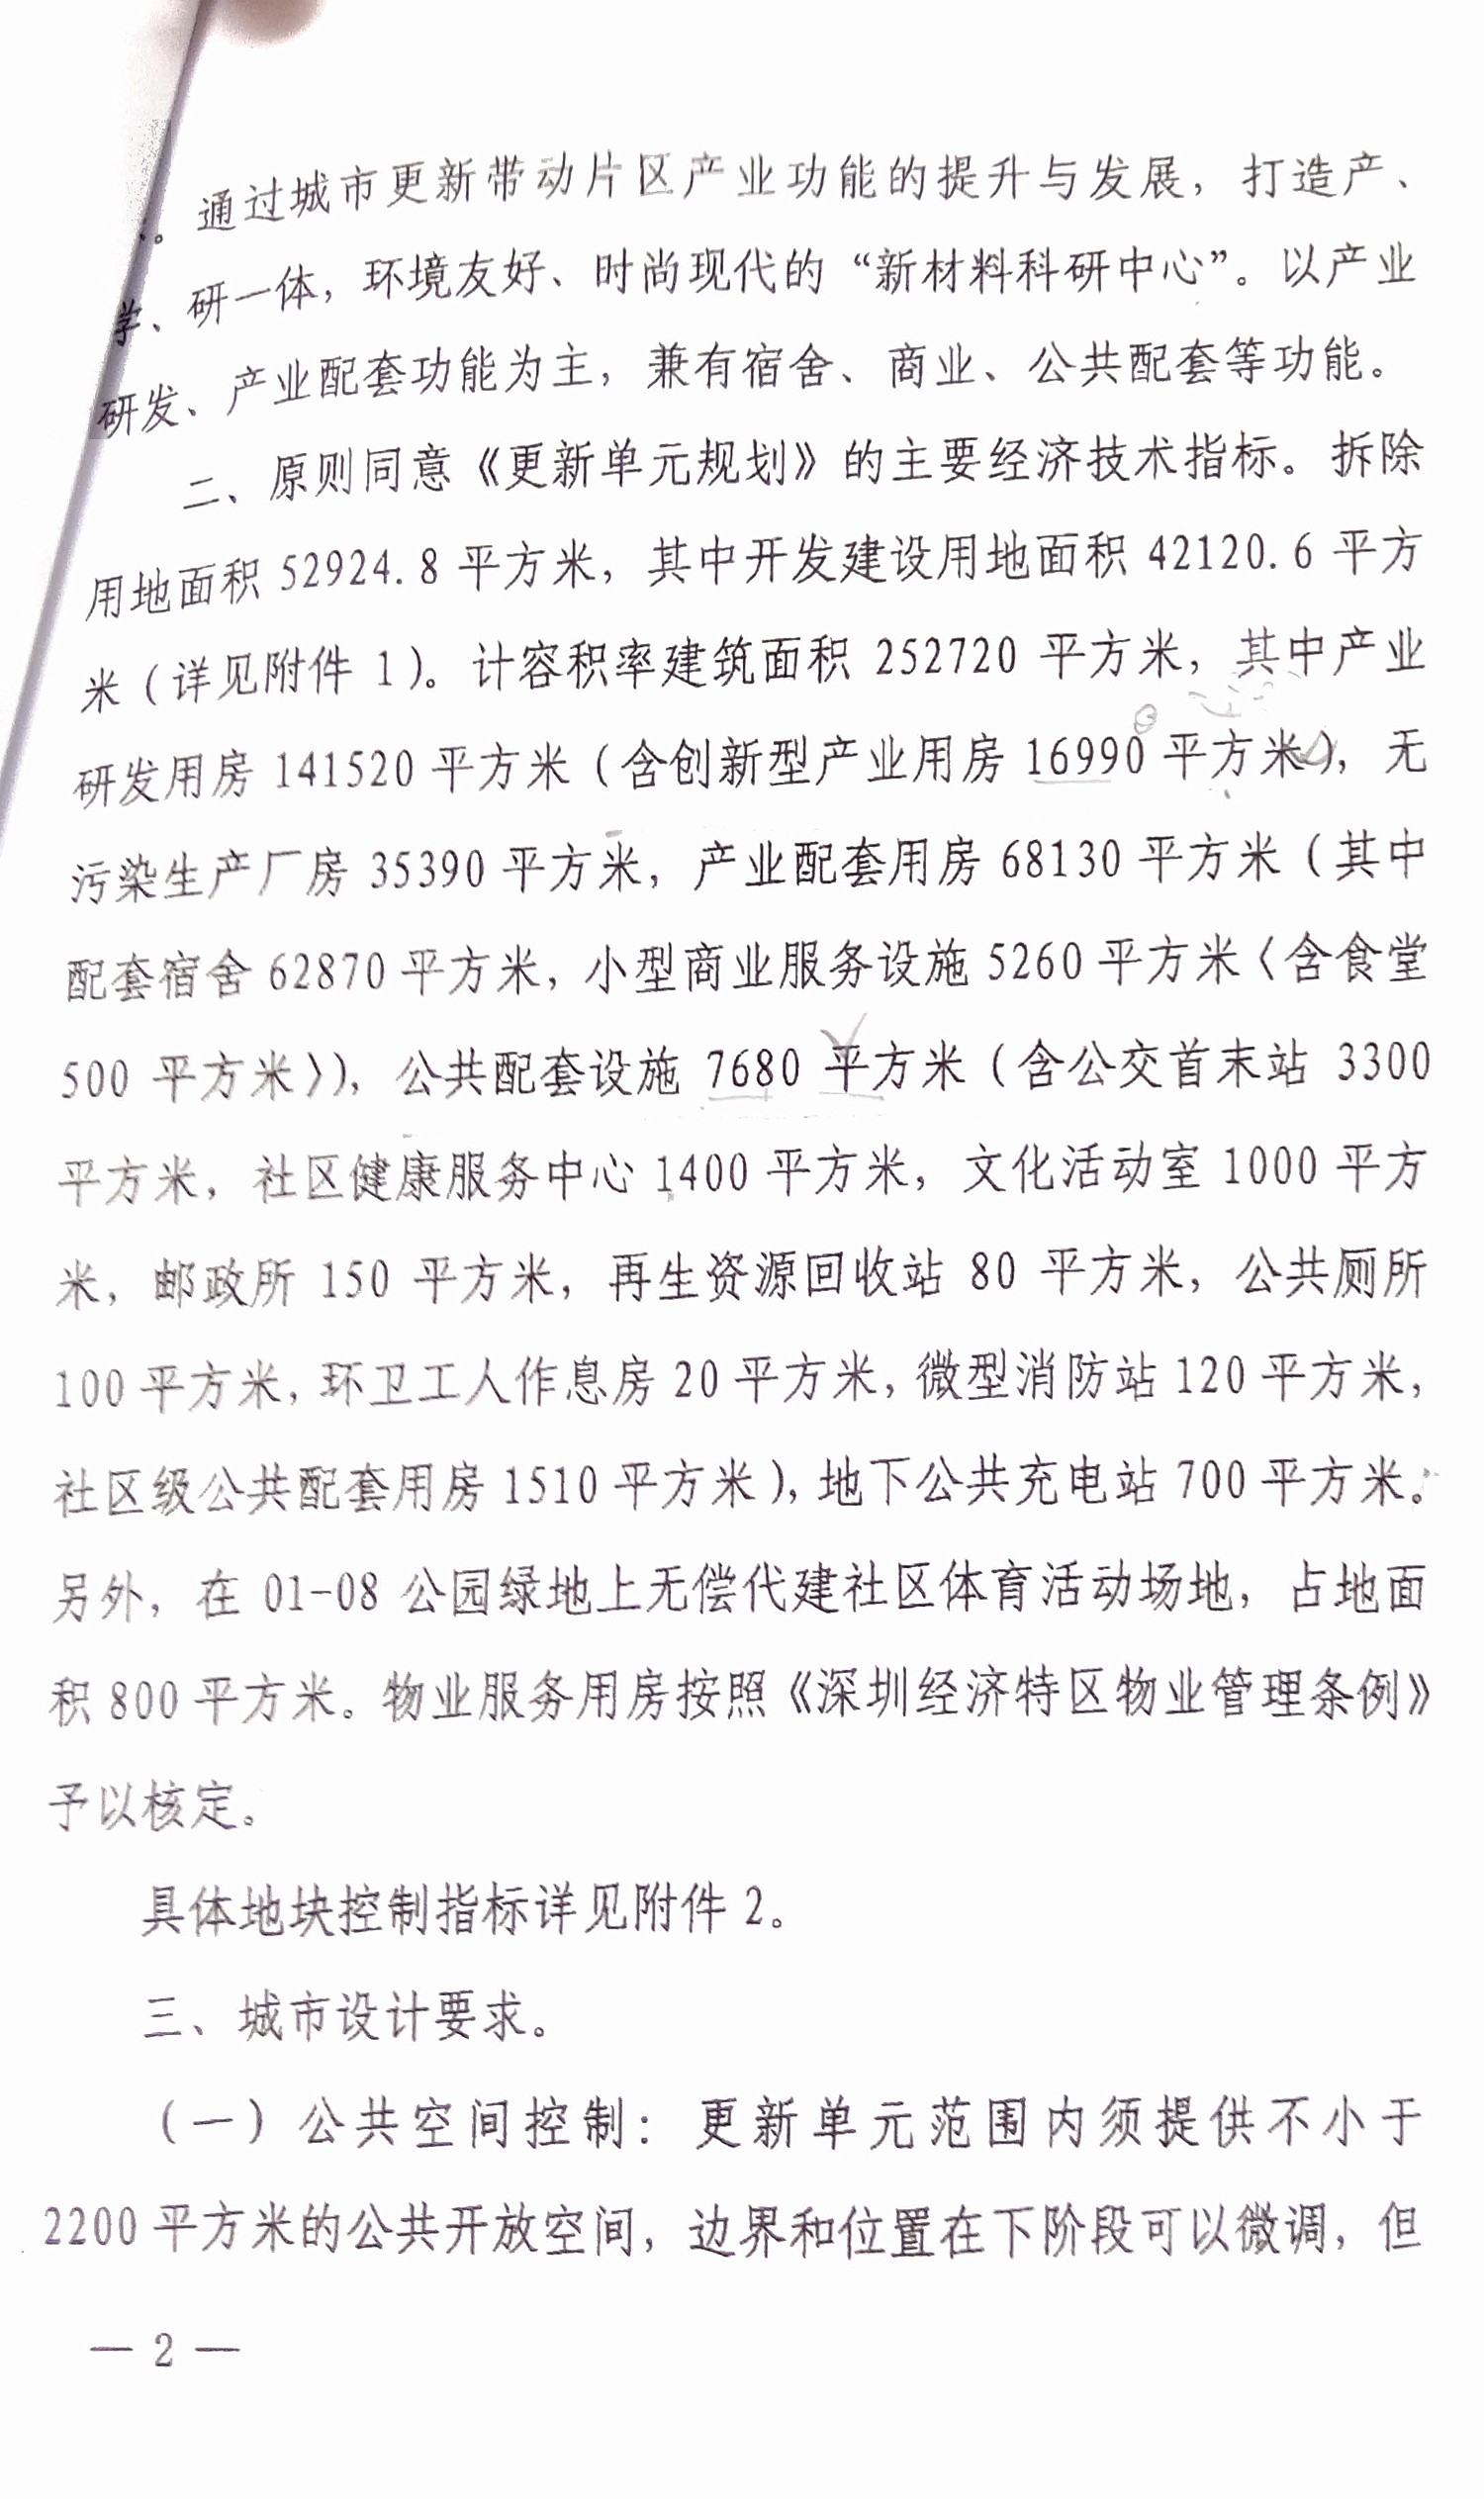 。通过城市更新带动片区产业功能的提升与发展，打造产、
学、研一体，环境友好、时尚现代的“新材料科研中心”。以产业
研发、产业配套功能为主，兼有宿舍、商业、公共配套等功能。
二、原则同意《更新单元规划》的主要经济技术指标。拆除
用地面积 52924.8 平方米，其中开发建设用地面积 42120.6 平方
米（详见附件 1）。计容积率建筑面积 252720 平方米，其中产业
研发用房 141520 平方米（含创新型产业用房 16990 平方米），无
污染生产厂房 35390 平方米，产业配套用房 68130 平方米（其中
配套宿舍 62870 平方米，小型商业服务设施 5260 平方米〈含食堂
500 平方米〉），公共配套设施 7680 平方米（含公交首末站 3300
平方米，社区健康服务中心 1400 平方米，文化活动室 1000 平方
米，邮政所 150 平方米，再生资源回收站 80 平方米，公共厕所
100 平方米，环卫工人作息房 20 平方米，微型消防站 120 平方米，
社区级公共配套用房 1510 平方米），地下公共充电站 700 平方米。
另外，在 01-08 公园绿地上无偿代建社区体育活动场地，占地面
积 800 平方米。物业服务用房按照《深圳经济特区物业管理条例》
予以核定。
具体地块控制指标详见附件 2。
三、城市设计要求。
（一）公共空间控制：更新单元范围内须提供不小于
2200 平方米的公共开放空间，边界和位置在下阶段可以微调，但
— 2 —